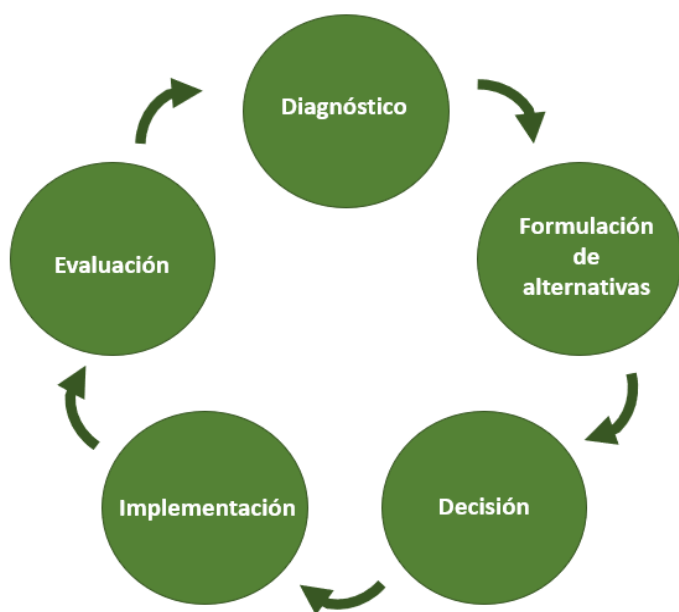 Diagnóstico
Formulación
de
alternativas
Decisión
Implementación
Evaluación